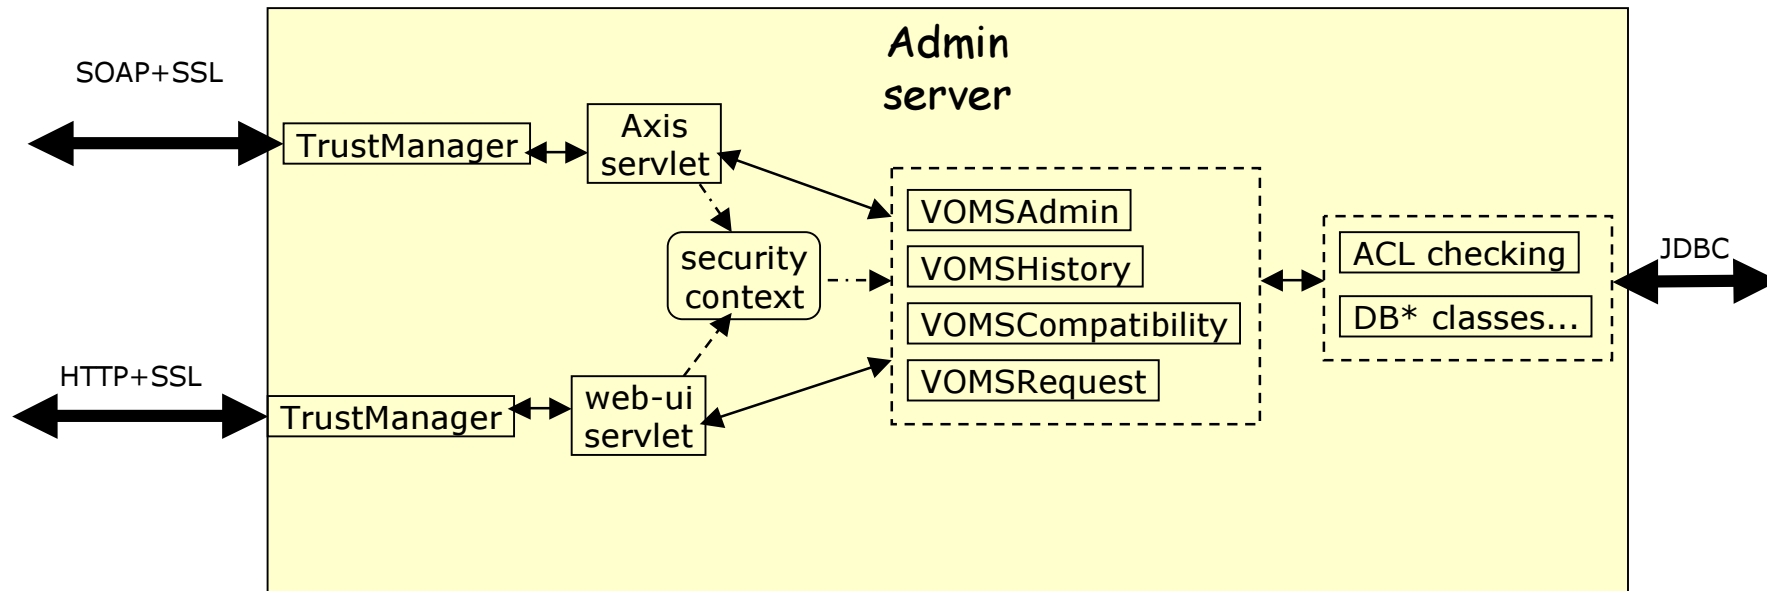 Admin
server
SOAP+SSL
TrustManager
Axis
servlet
security
context
HTTP+SSL
TrustManager
web-ui
servlet
VOMSAdmin
VOMSHistory
VOMSCompatibility
VOMSRequest
ACL checking
DB* classes...
JDBC